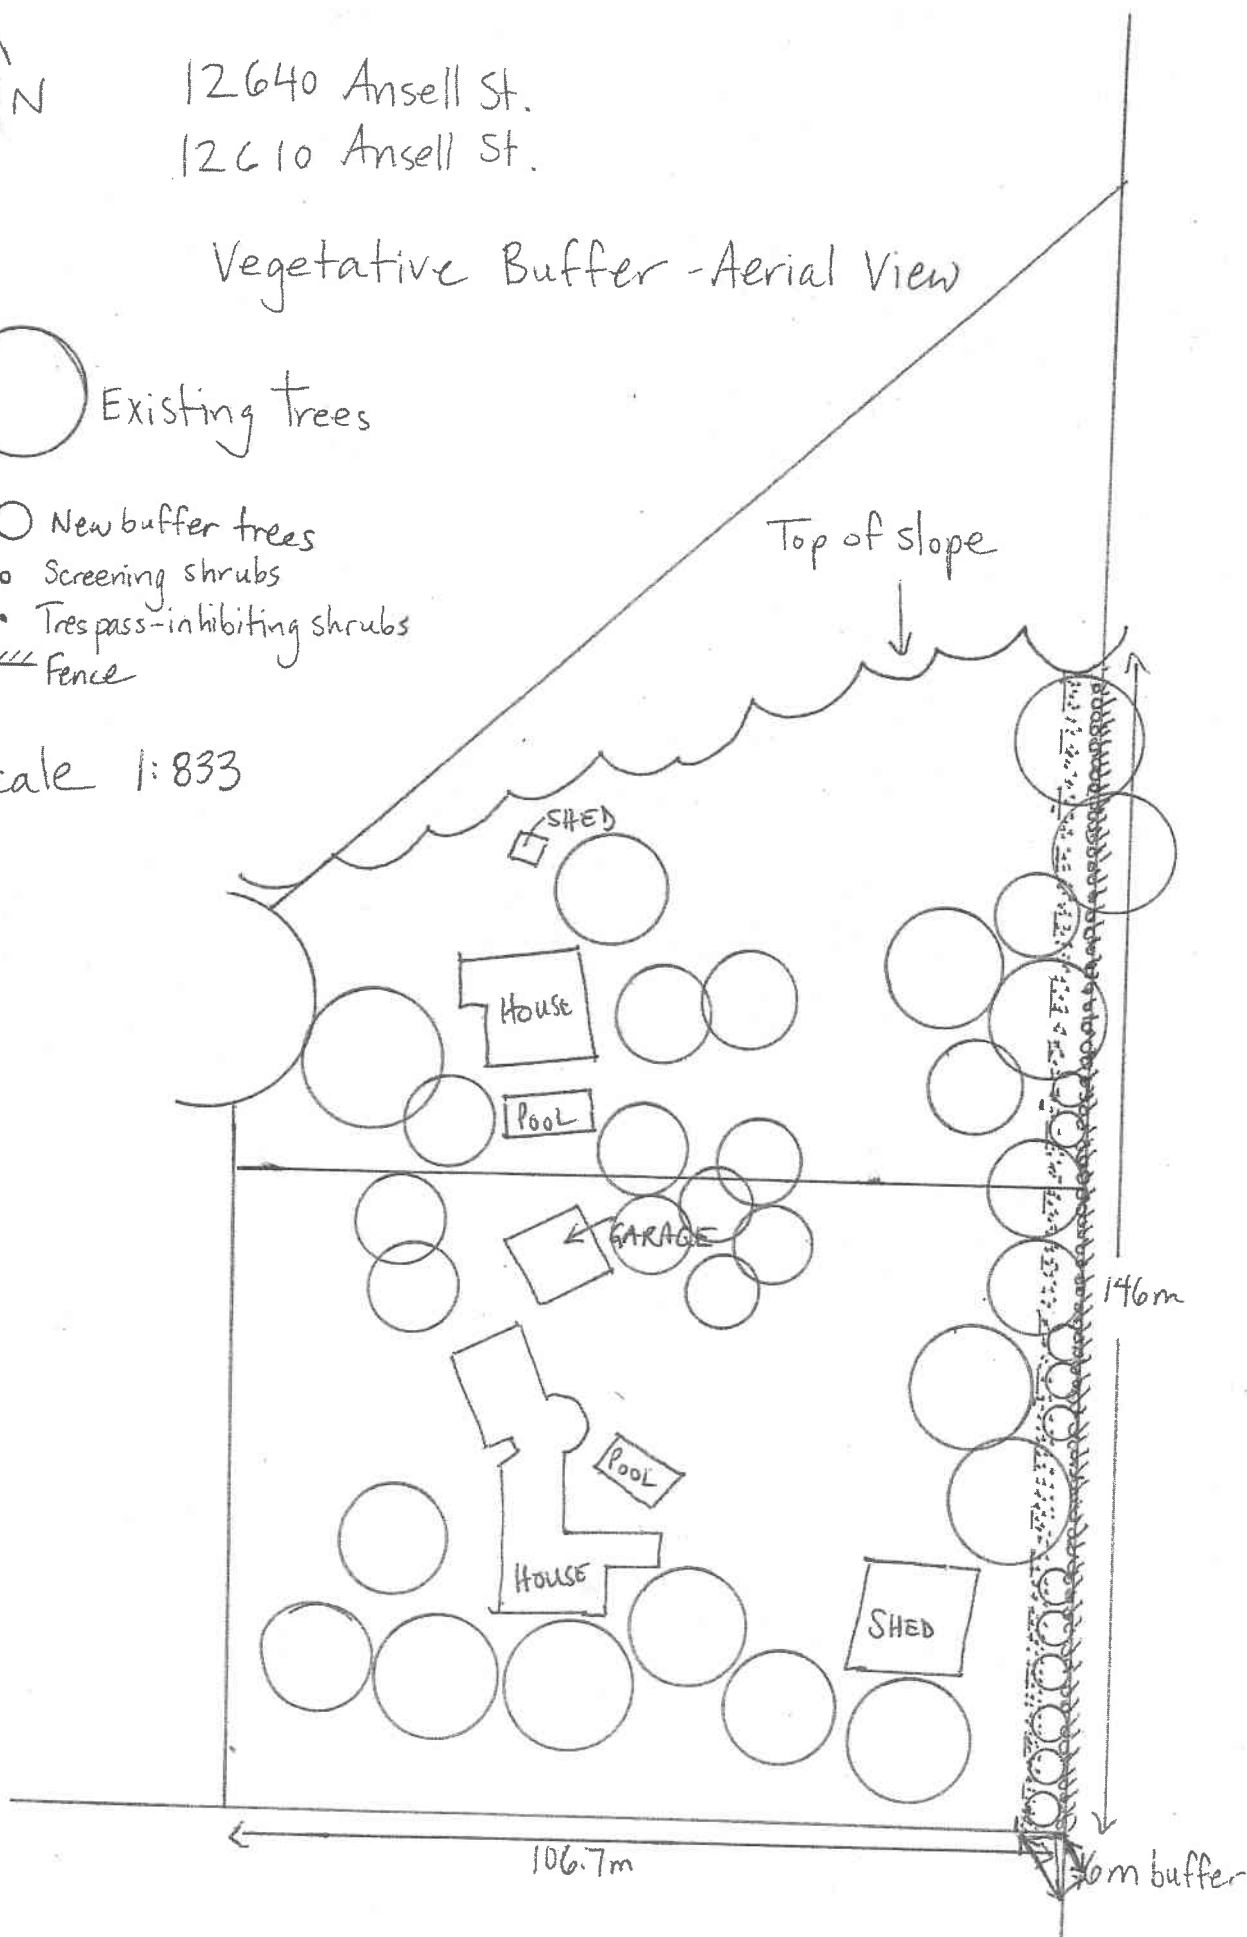 N
12640 Ansell St.
12610 Ansell St.
Vegetative Buffer - Aerial View
Existing trees
New buffer trees
Screening shrubs
Trespass-inhibiting shrubs
Fence
cale 1:833
Top of slope
SHED
HOUSE
POOL
GARAGE
146m
POOL
HOUSE
SHED
106.7m
6m buffer